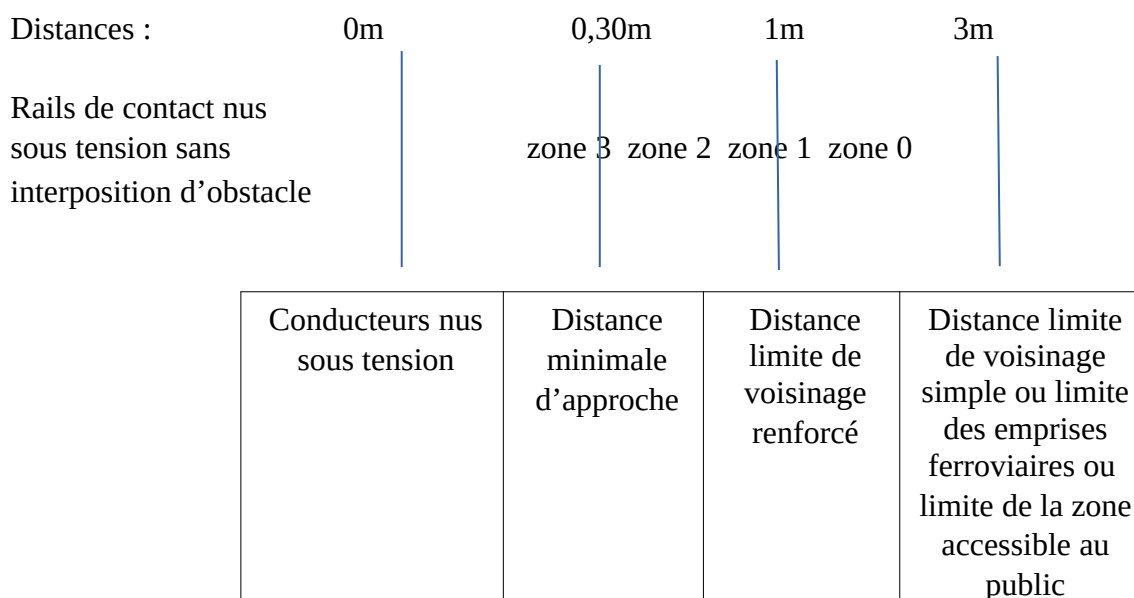 Distances : 0m 0,30m 1m 3m
Rails de contact nus
sous tension sans zone 3 zone 2 zone 1 zone 0
interposition d’obstacle
Conducteurs nus
sous tension
Distance
minimale
d’approche
Distance
limite de
voisinage
renforcé
Distance limite
de voisinage
simple ou limite
des emprises
ferroviaires ou
limite de la zone
accessible au
public